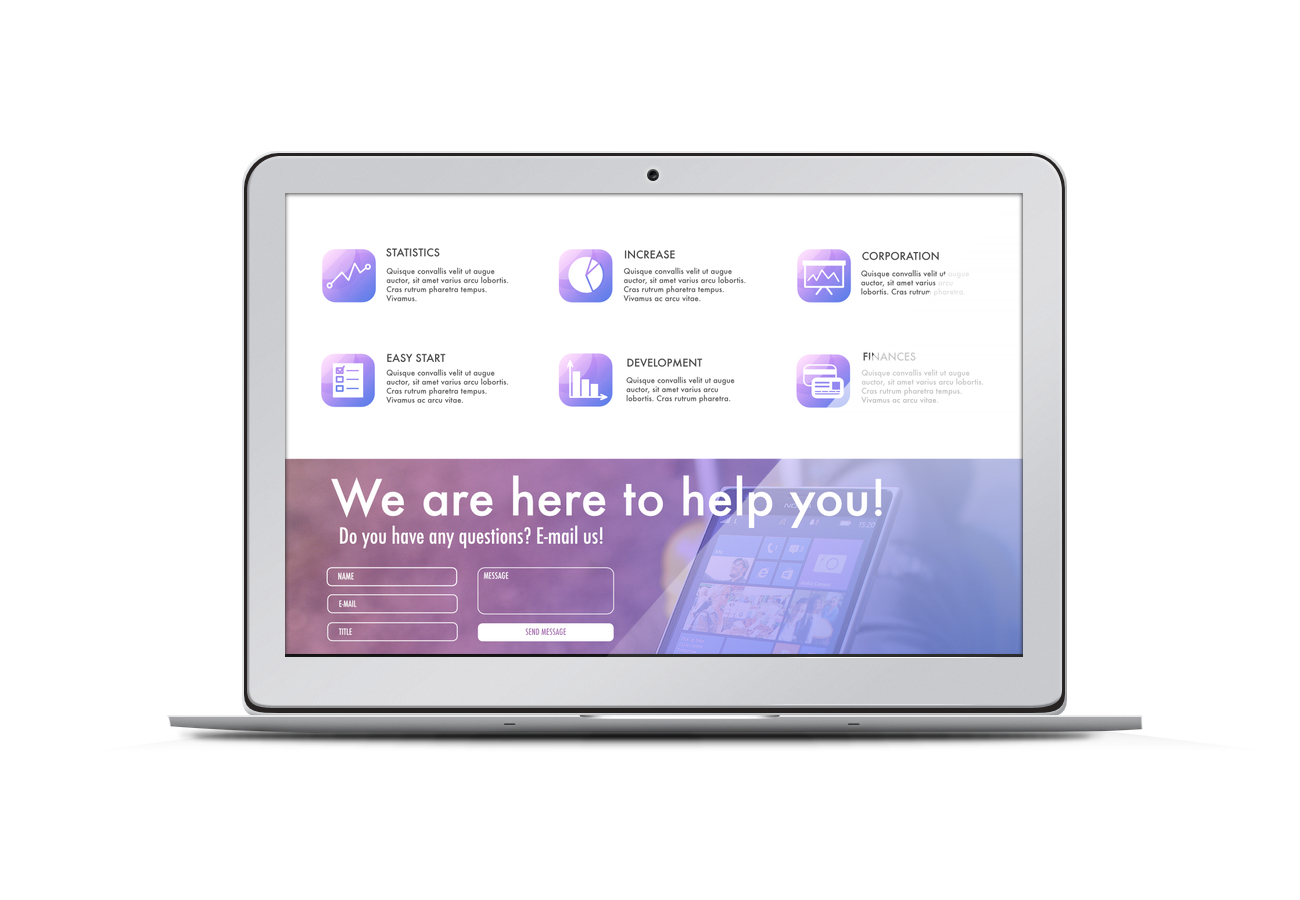 STATISTICS
Quisque convallis velit ut augue
auctor, sit amet varius arcu lobortis.
Cras rutrum pharetra tempus.
Vivamus.
INCREASE
Quisque convallis velit ut augue
auctor, sit amet varius arcu lobortis.
Cras rutrum pharetra tempus.
Vivamus ac arcu vitae.
CORPORATION
Quisque convallis velit ut augue
auctor, sit amet varius arcu
lobortis. Cras rutrum pharetra.
EASY START
Quisque convallis velit ut augue
auctor, sit amet varius arcu lobortis.
Cras rutrum pharetra tempus.
Vivamus ac arcu vitae.
DEVELOPMENT
Quisque convallis velit ut augue
auctor, sit amet varius arcu
lobortis. Cras rutrum pharetra.
FINANCES
Quisque convallis velit ut augue
auctor, sit amet varius arcu lobortis.
Cras rutrum pharetra tempus.
Vivamus ac arcu vitae.
We are here to help you!
Do you have any questions? E-mail us!
NAME
E-MAIL
TITLE
MESSAGE
SEND MESSAGE
15:20